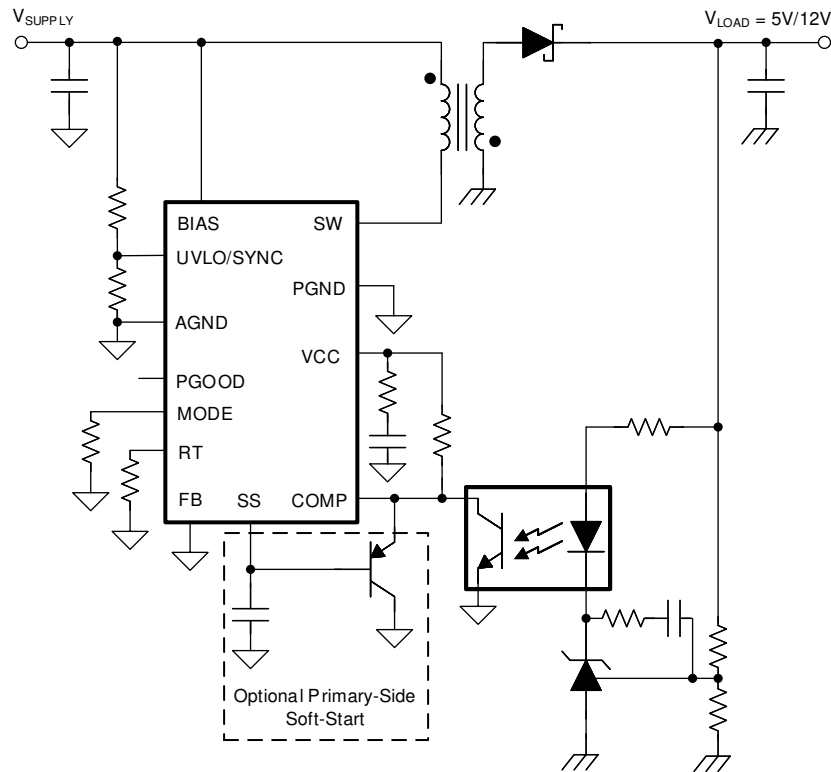 VSUPPLY
VLOAD = 5V/12V
BIAS
SW
UVLO/SYNC
PGND
AGND
VCC
PGOOD
MODE
RT
FB
SS
COMP
Optional Primary-Side
Soft-Start